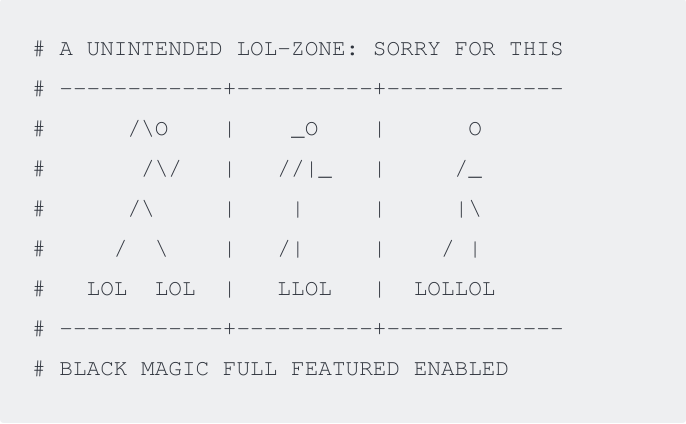 # A UNINTENDED LOL-ZONE: SORRY FOR THIS
# ------------+----------+-------------
#      /\O    |    _O    |      O
#       /\/   |   //|_   |     /_
#      /\     |    |     |     |\
#     /  \    |   /|     |    / |
#   LOL  LOL  |   LLOL   |  LOLLOL
# ------------+----------+-------------
# BLACK MAGIC FULL FEATURED ENABLED